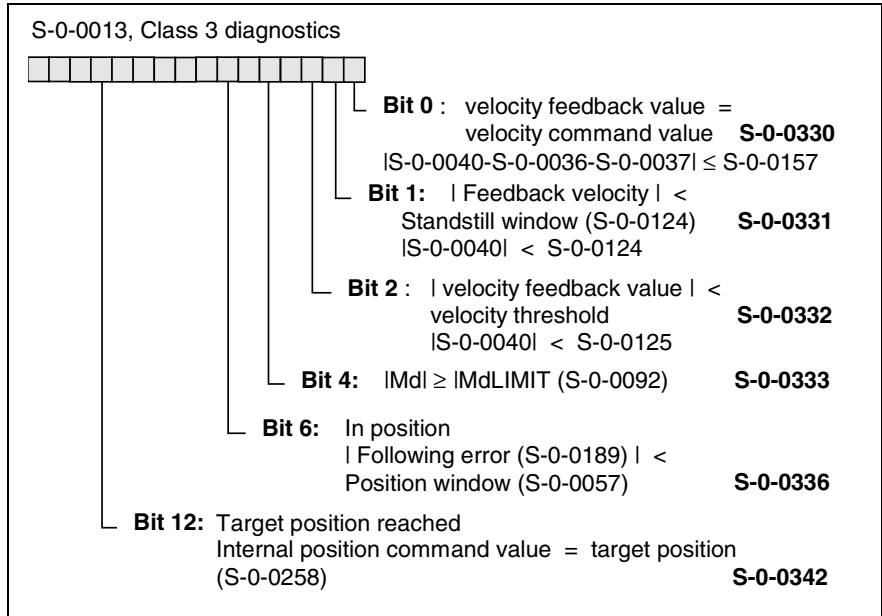 S-0-0013, Class 3 diagnostics
Bit 0 : velocity feedback value =
velocity command value S-0-0330
|S-0-0040-S-0-0036-S-0-0037| ≤ S-0-0157
Bit 1: | Feedback velocity | <
Standstill window (S-0-0124) S-0-0331
|S-0-0040| < S-0-0124
Bit 2 : | velocity feedback value | <
velocity threshold S-0-0332
|S-0-0040| < S-0-0125
Bit 4: |Md| ≥ |MdLIMIT (S-0-0092) S-0-0333
Bit 6: In position
| Following error (S-0-0189) | <
Position window (S-0-0057) S-0-0336
Bit 12: Target position reached
Internal position command value = target position
(S-0-0258) S-0-0342